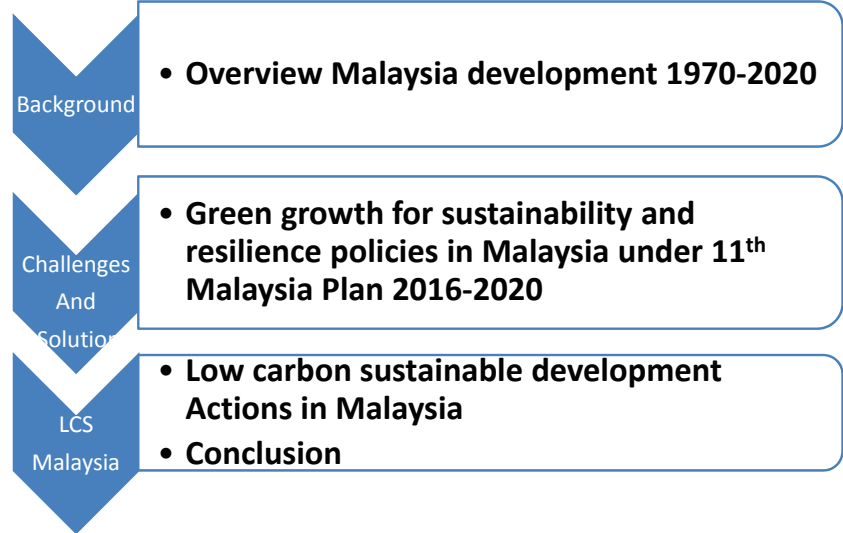 Background
• Overview Malaysia development 1970-2020
Challenges
And
Solution
• Green growth for sustainability and
resilience policies in Malaysia under 11th
Malaysia Plan 2016-2020
LCS
Malaysia
• Low carbon sustainable development
Actions in Malaysia
• Conclusion